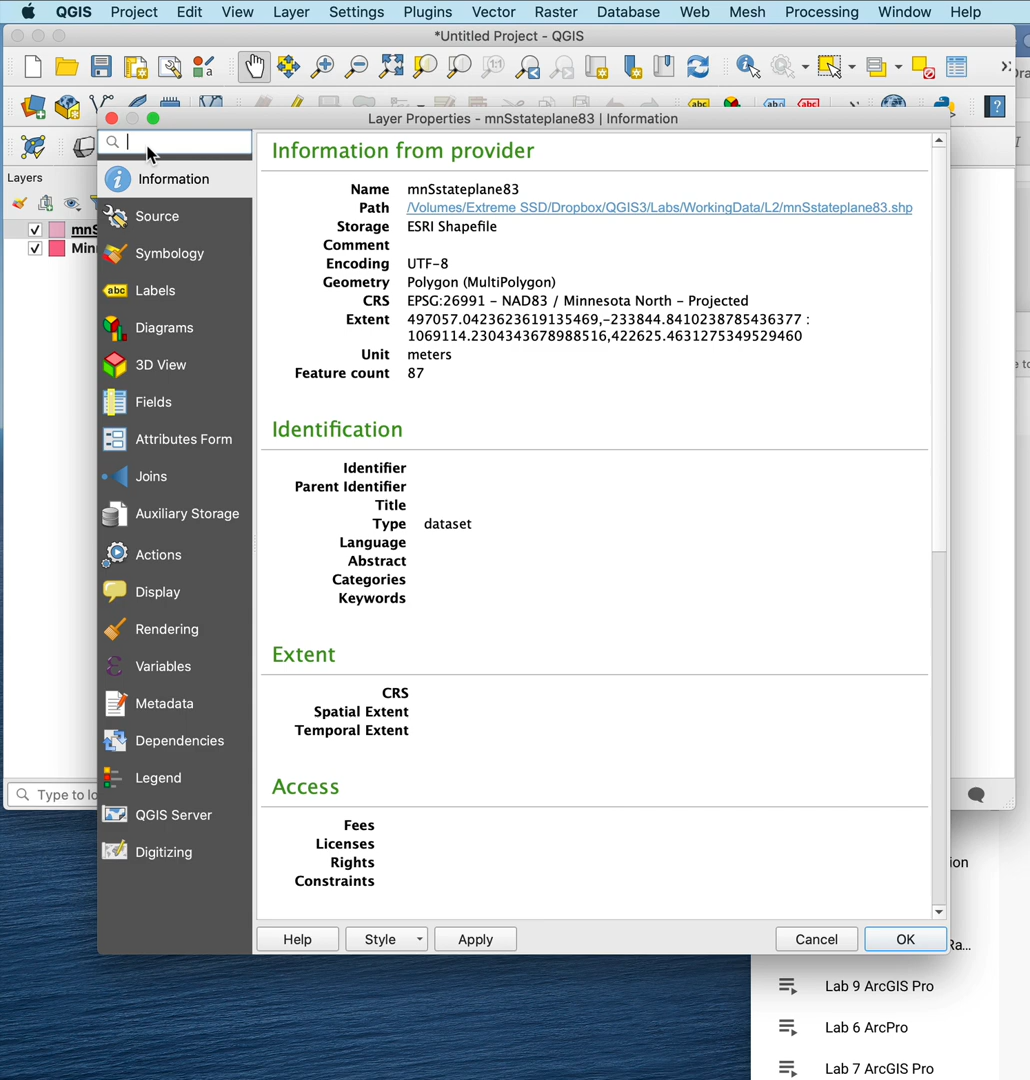 QGIS Project Edit View Layer Settings Plugins Vector Raster Database Web Mesh Processing Window Help
*Untitled Project - QGIS
Layer Properties - mnSstateplane83 | Information
Layers
Information
Source
Symbology
Labels
Diagrams
3D View
Fields
Attributes Form
Joins
Auxiliary Storage
Actions
Display
Rendering
Variables
Metadata
Dependencies
Legend
QGIS Server
Digitizing
Information from provider
Name mnSstateplane83
Path /Volumes/Extreme SSD/Dropbox/QGIS3/Labs/WorkingData/L2/mnSstateplane83.shp
Storage ESRI Shapefile
Comment
Encoding UTF-8
Geometry Polygon (MultiPolygon)
CRS EPSG:26991 - NAD83 / Minnesota North - Projected
Extent 497057.0423623619135469,-233844.8410238785436377 :
1069114.2304343678988516,422625.4631275349529460
Unit meters
Feature count 87
Identification
Identifier
Parent Identifier
Title
Type dataset
Language
Abstract
Categories
Keywords
Extent
CRS
Spatial Extent
Temporal Extent
Access
Fees
Licenses
Rights
Constraints
Help Style Apply Cancel OK
Type to lo
Lab 9 ArcGIS Pro
Lab 6 ArcPro
Lab 7 ArcGIS Pro